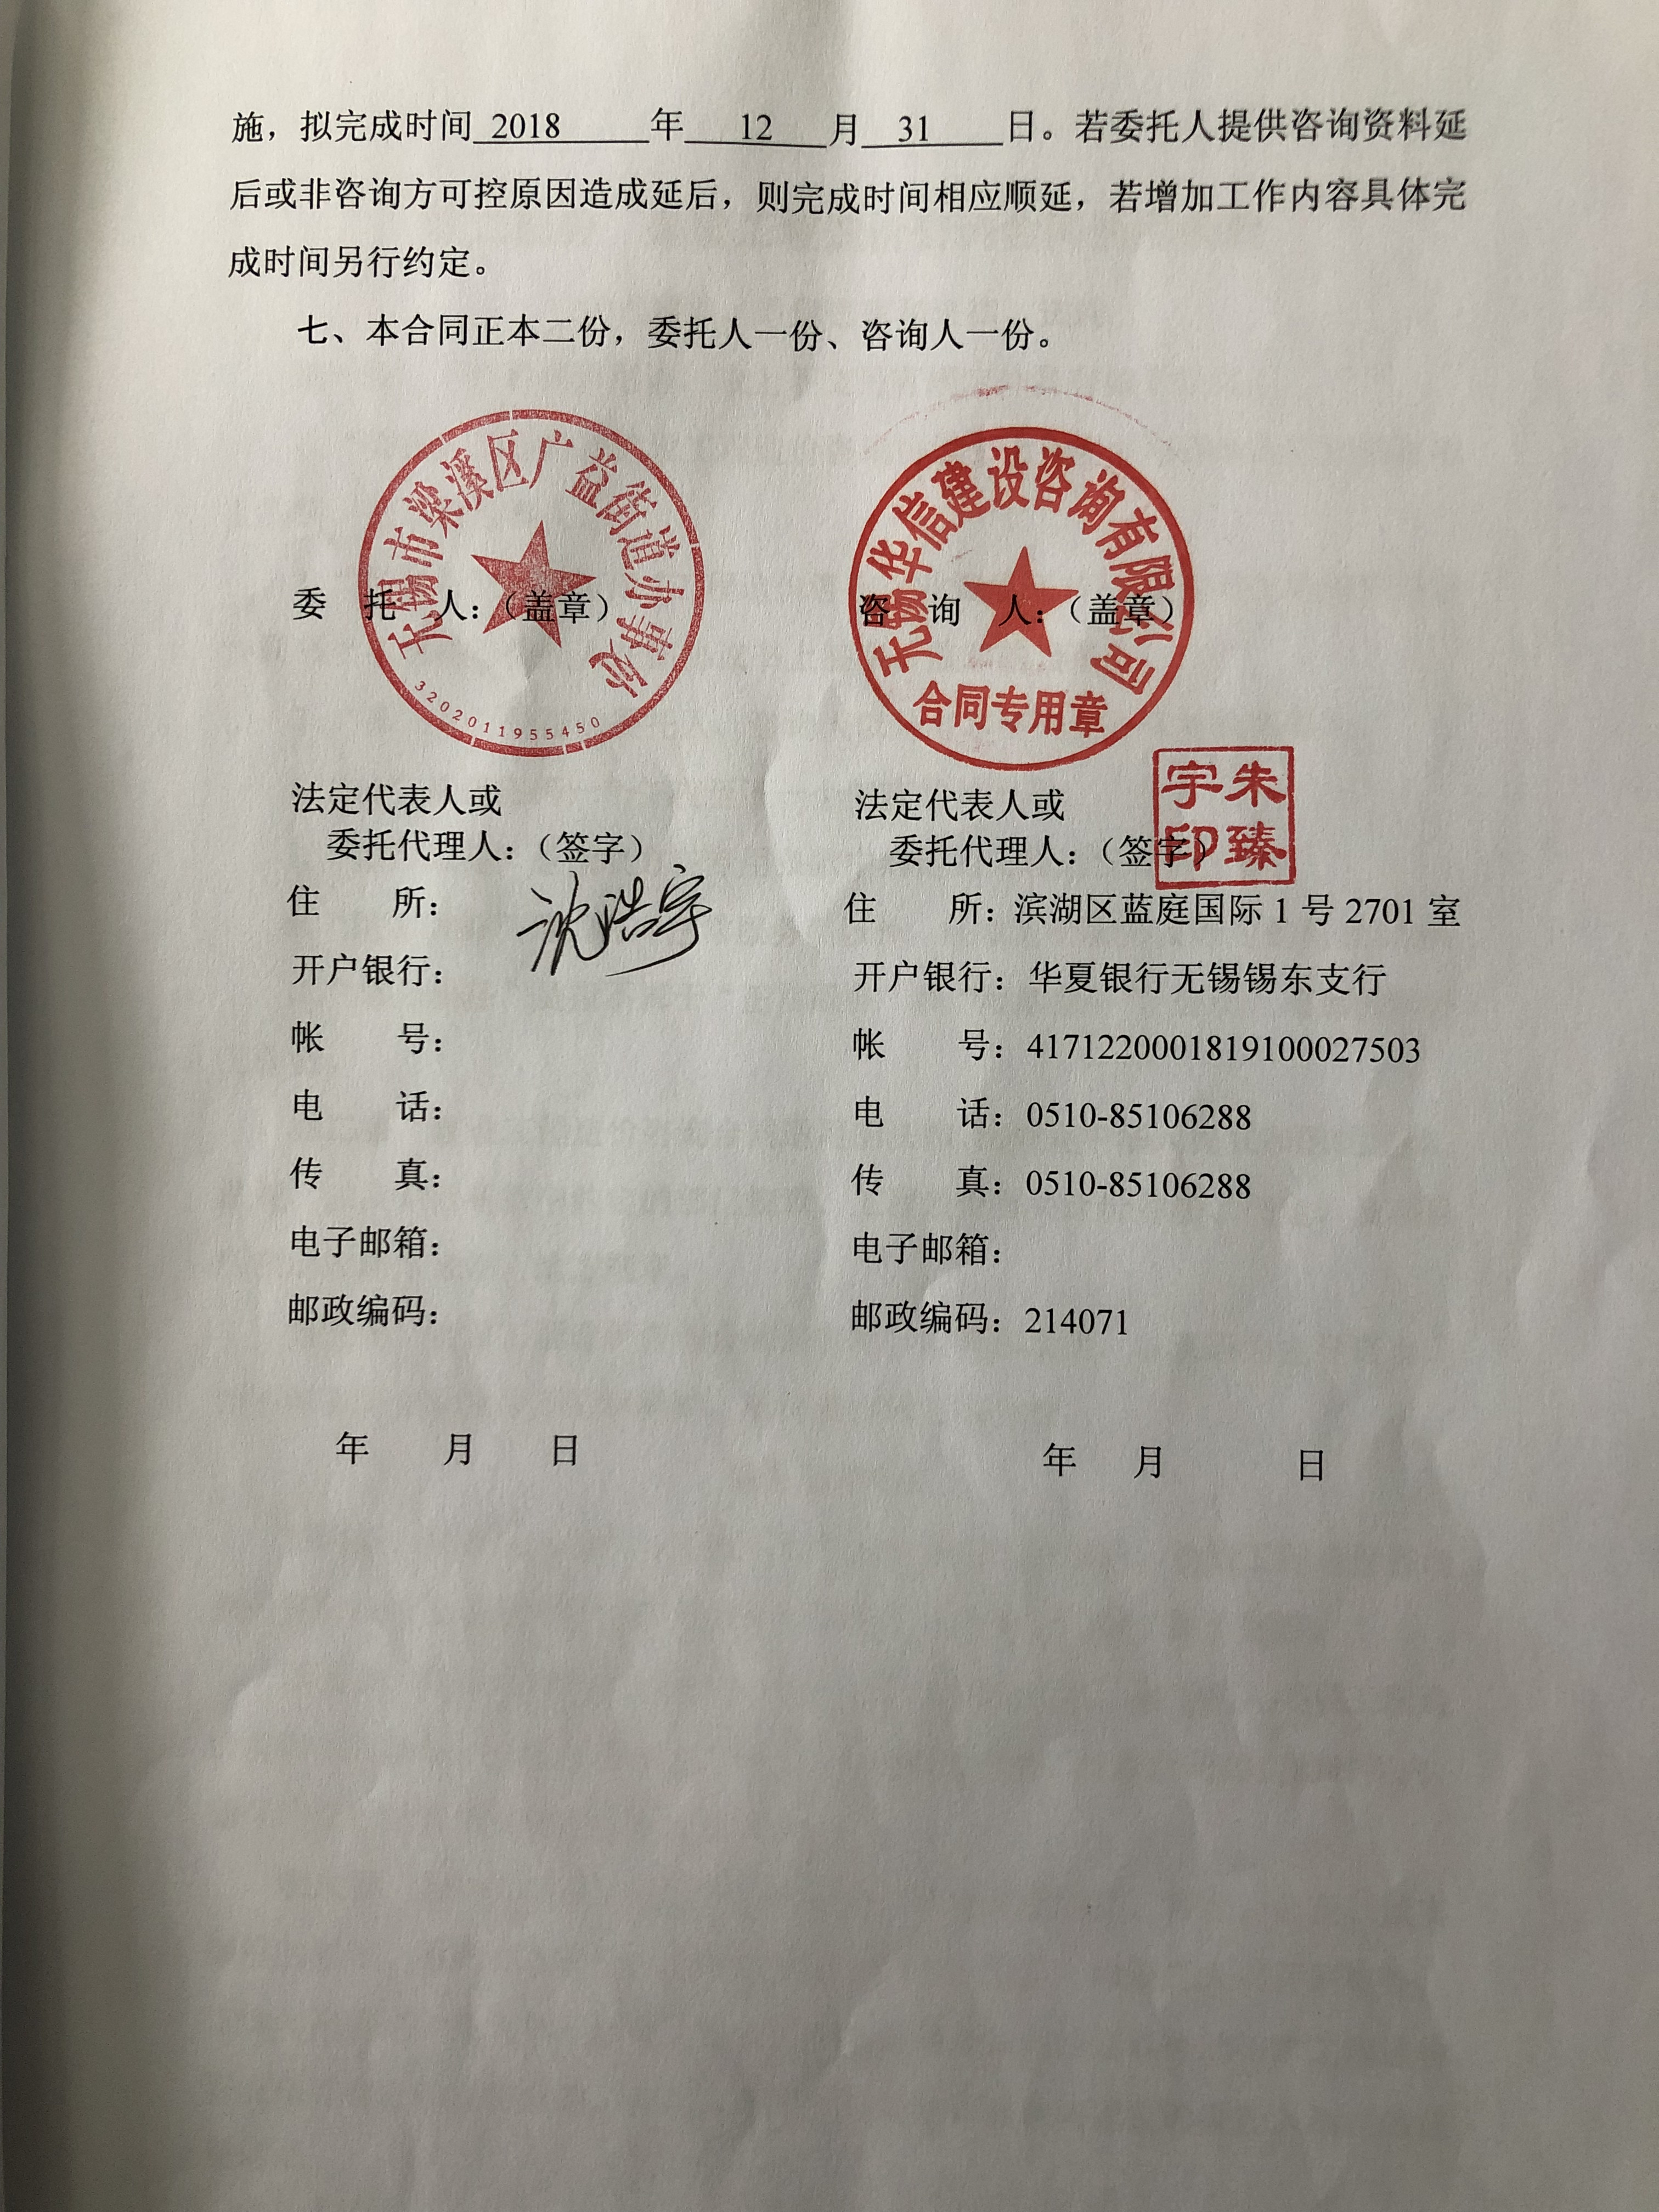 施，拟完成时间 2018 年 12 月 31 日。若委托人提供咨询资料延
后或非咨询方可控原因造成延后，则完成时间相应顺延，若增加工作内容具体完
成时间另行约定。
七、本合同正本二份，委托人一份、咨询人一份。
无锡市梁溪区广益街道办事处
3202011955450
委 托 人：（盖章）
无锡华信建设咨询有限公司
合同专用章
咨 询 人：（盖章）
法定代表人或
委托代理人：（签字）
沈浩宇
住 所：
开户银行：
帐 号：
电 话：
传 真：
电子邮箱：
邮政编码：
年 月 日
法定代表人或
委托代理人：（签字）
朱臻
宇印
住 所：滨湖区蓝庭国际 1 号 2701 室
开户银行：华夏银行无锡锡东支行
帐 号：4171220001819100027503
电 话：0510-85106288
传 真：0510-85106288
电子邮箱：
邮政编码：214071
年 月 日